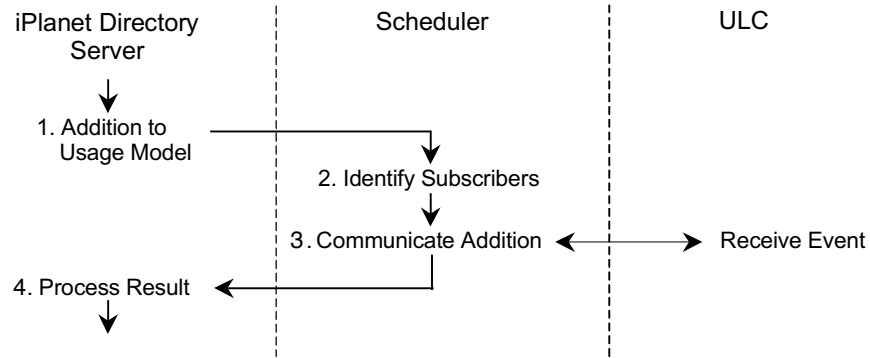 iPlanet Directory
Server
Scheduler
ULC
1. Addition to
Usage Model
2. Identify Subscribers
3. Communicate Addition
Receive Event
4. Process Result